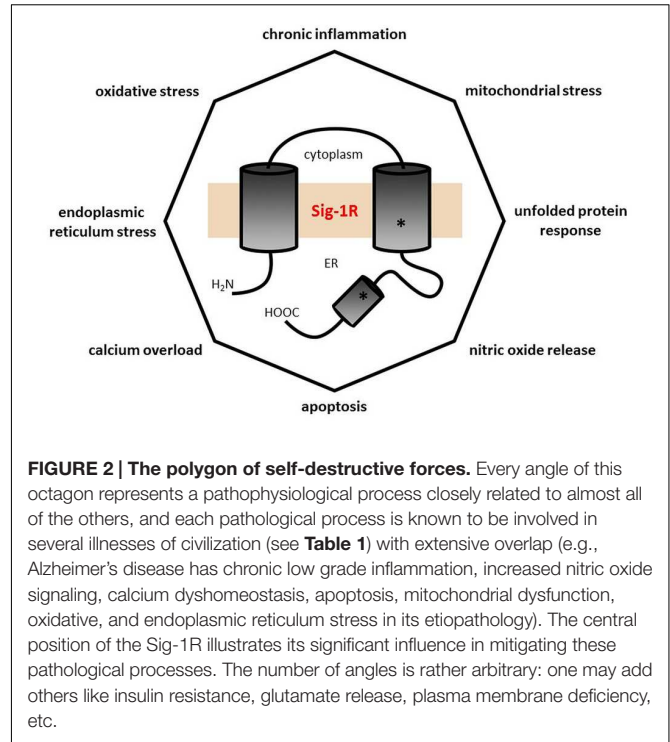 chronic inflammation
oxidative stress
mitochondrial stress
cytoplasm
endoplasmic
reticulum stress
Sig-1R
*
unfolded protein
response
ER
H₂N
*
HOOC
calcium overload
nitric oxide release
apoptosis
FIGURE 2 | The polygon of self-destructive forces. Every angle of this
octagon represents a pathophysiological process closely related to almost all
of the others, and each pathological process is known to be involved in
several illnesses of civilization (see Table 1) with extensive overlap (e.g.,
Alzheimer's disease has chronic low grade inflammation, increased nitric oxide
signaling, calcium dyshomeostasis, apoptosis, mitochondrial dysfunction,
oxidative, and endoplasmic reticulum stress in its etiopathology). The central
position of the Sig-1R illustrates its significant influence in mitigating these
pathological processes. The number of angles is rather arbitrary: one may add
others like insulin resistance, glutamate release, plasma membrane deficiency,
etc.